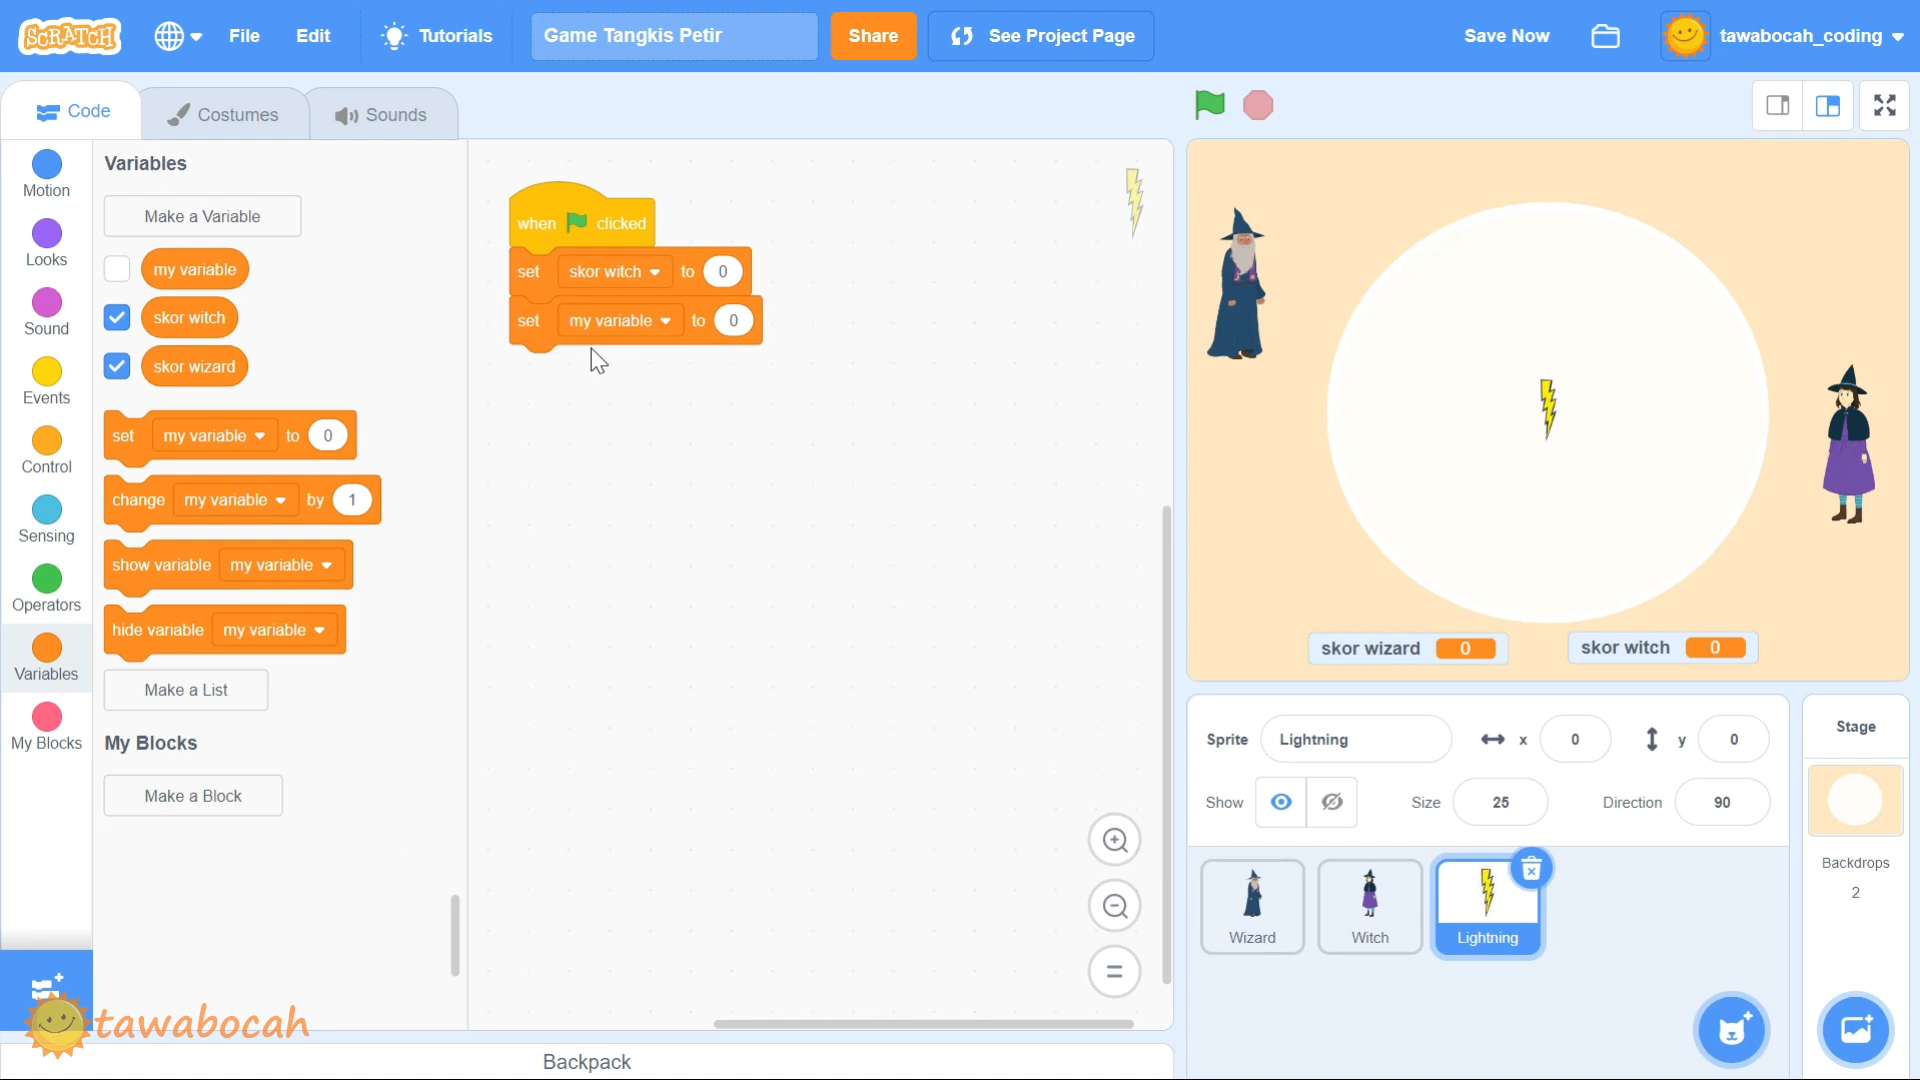 SCRATCH
File
Edit
Tutorials
Game Tangkis Petir
Share
See Project Page
Save Now
tawabocah_coding
Code
Costumes
Sounds
Motion
Looks
Sound
Events
Control
Sensing
Operators
Variables
My Blocks
Variables
Make a Variable
my variable
skor witch
skor wizard
set my variable to 0
change my variable by 1
show variable my variable
hide variable my variable
Make a List
My Blocks
Make a Block
when clicked
set skor witch to 0
set my variable to 0
skor wizard 0
skor witch 0
Sprite Lightning x 0 y 0
Show Size 25 Direction 90
Wizard
Witch
Lightning
Stage
Backdrops
2
tawabocah
Backpack